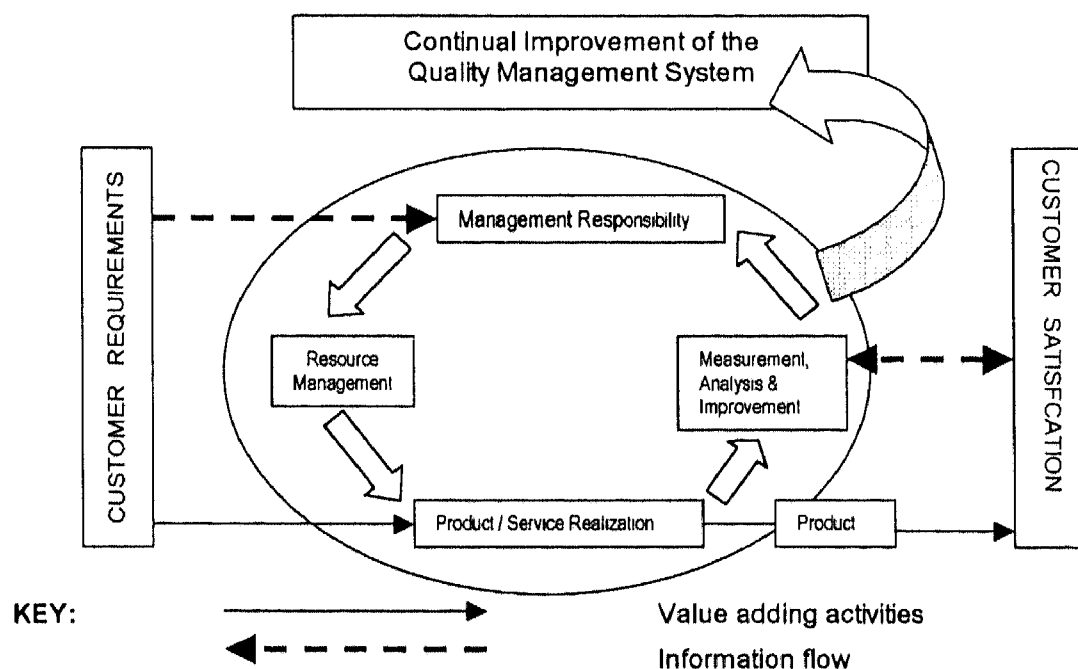 Continual Improvement of the
Quality Management System
CUSTOMER REQUIREMENTS
Management Responsibility
CUSTOMER SATISFCATION
Resource
Management
Measurement,
Analysis &
Improvement
Product / Service Realization
Product
KEY:
Value adding activities
Information flow